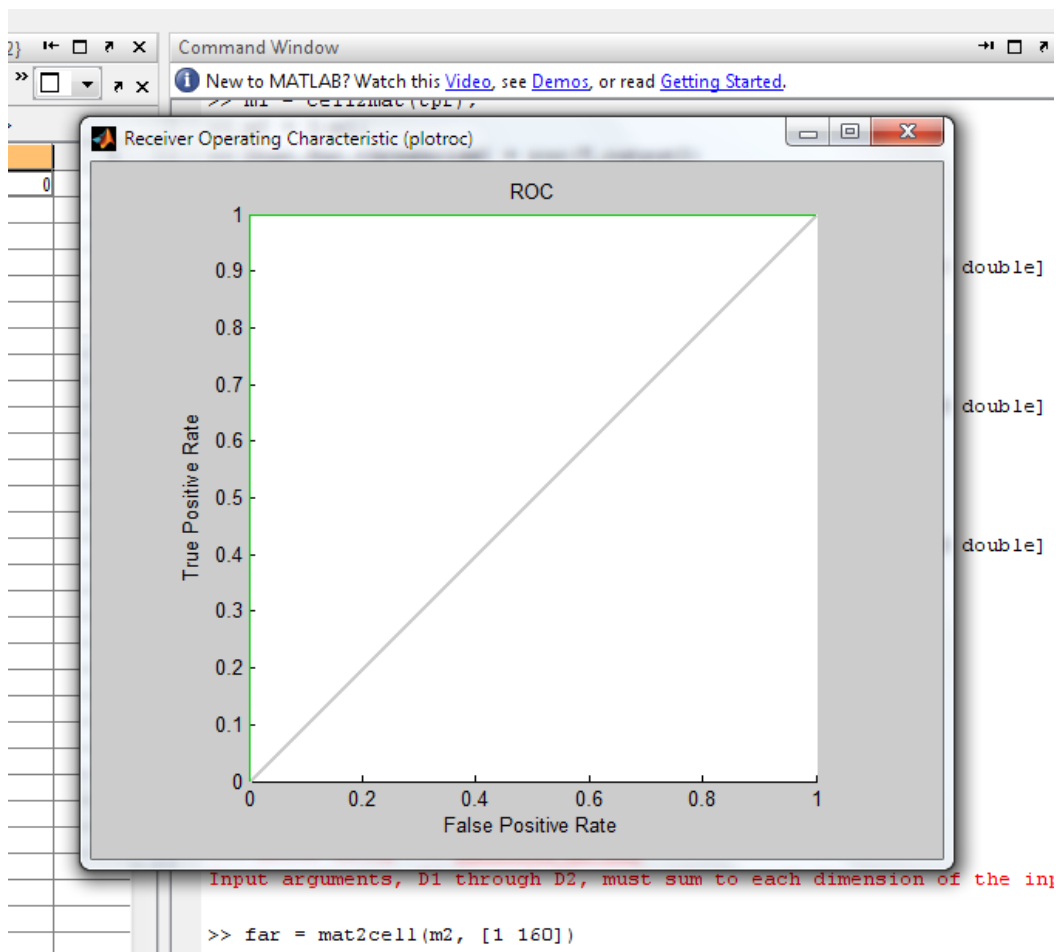 2}
Command Window
»
New to MATLAB? Watch this Video, see Demos, or read Getting Started.
>> m1 = cell2mat(tpr);
Receiver Operating Characteristic (plotroc)
0
ROC
1
0.9
0.8
0.7
0.6
0.5
0.4
0.3
0.2
0.1
0
True Positive Rate
0 0.2 0.4 0.6 0.8 1
False Positive Rate
double]
double]
double]
Input arguments, D1 through D2, must sum to each dimension of the inp
>> far = mat2cell(m2, [1 160])